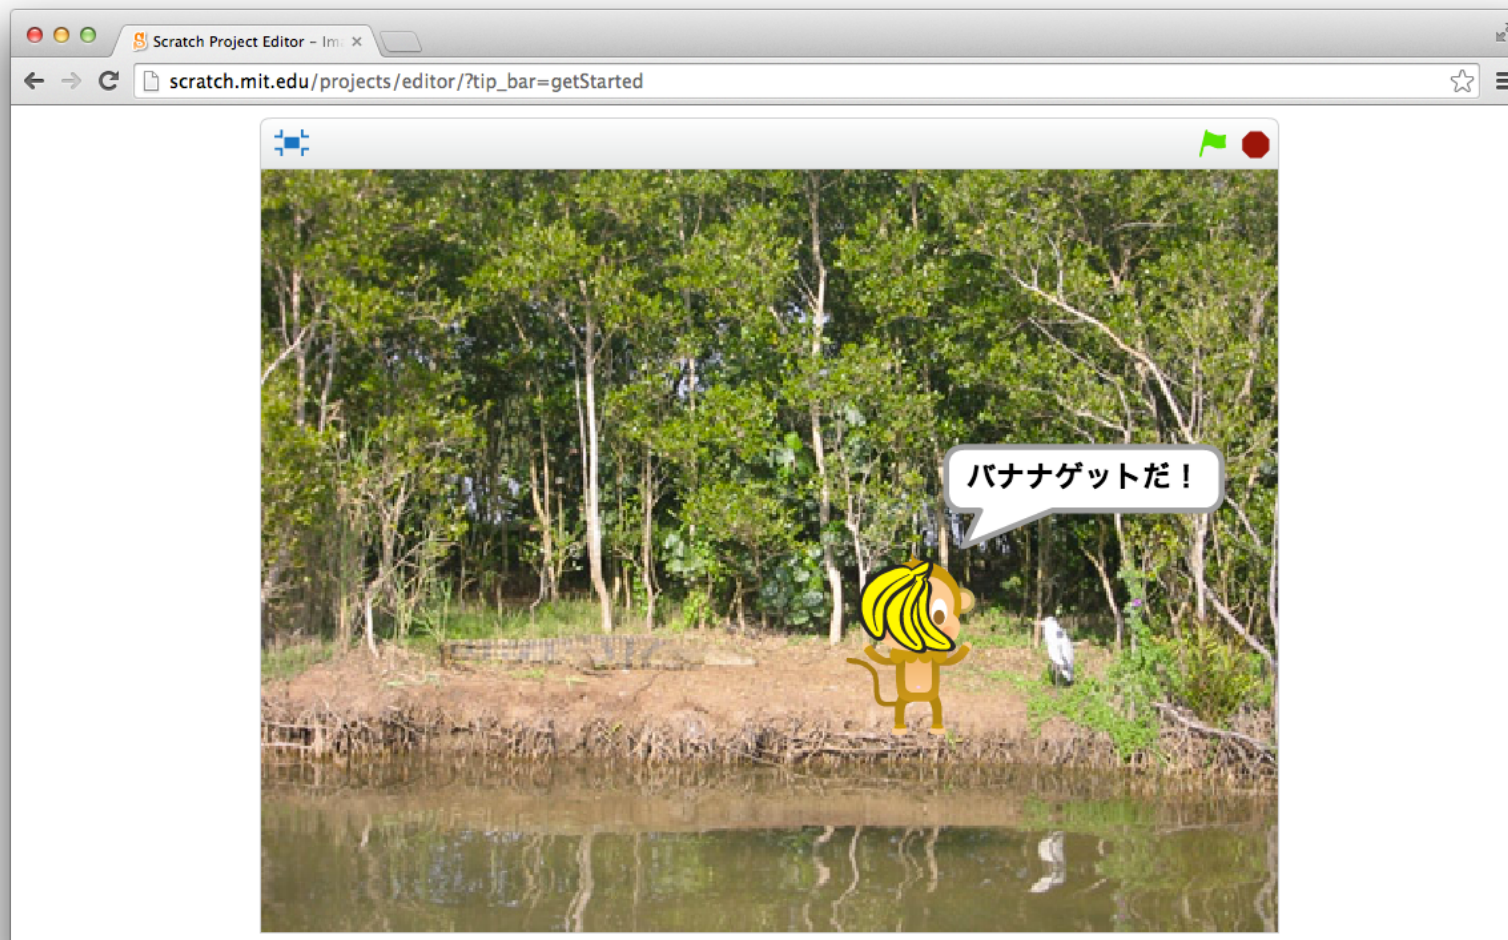 Scratch Project Editor - Im
scratch.mit.edu/projects/editor/?tip_bar=getStarted
バナナゲットだ！